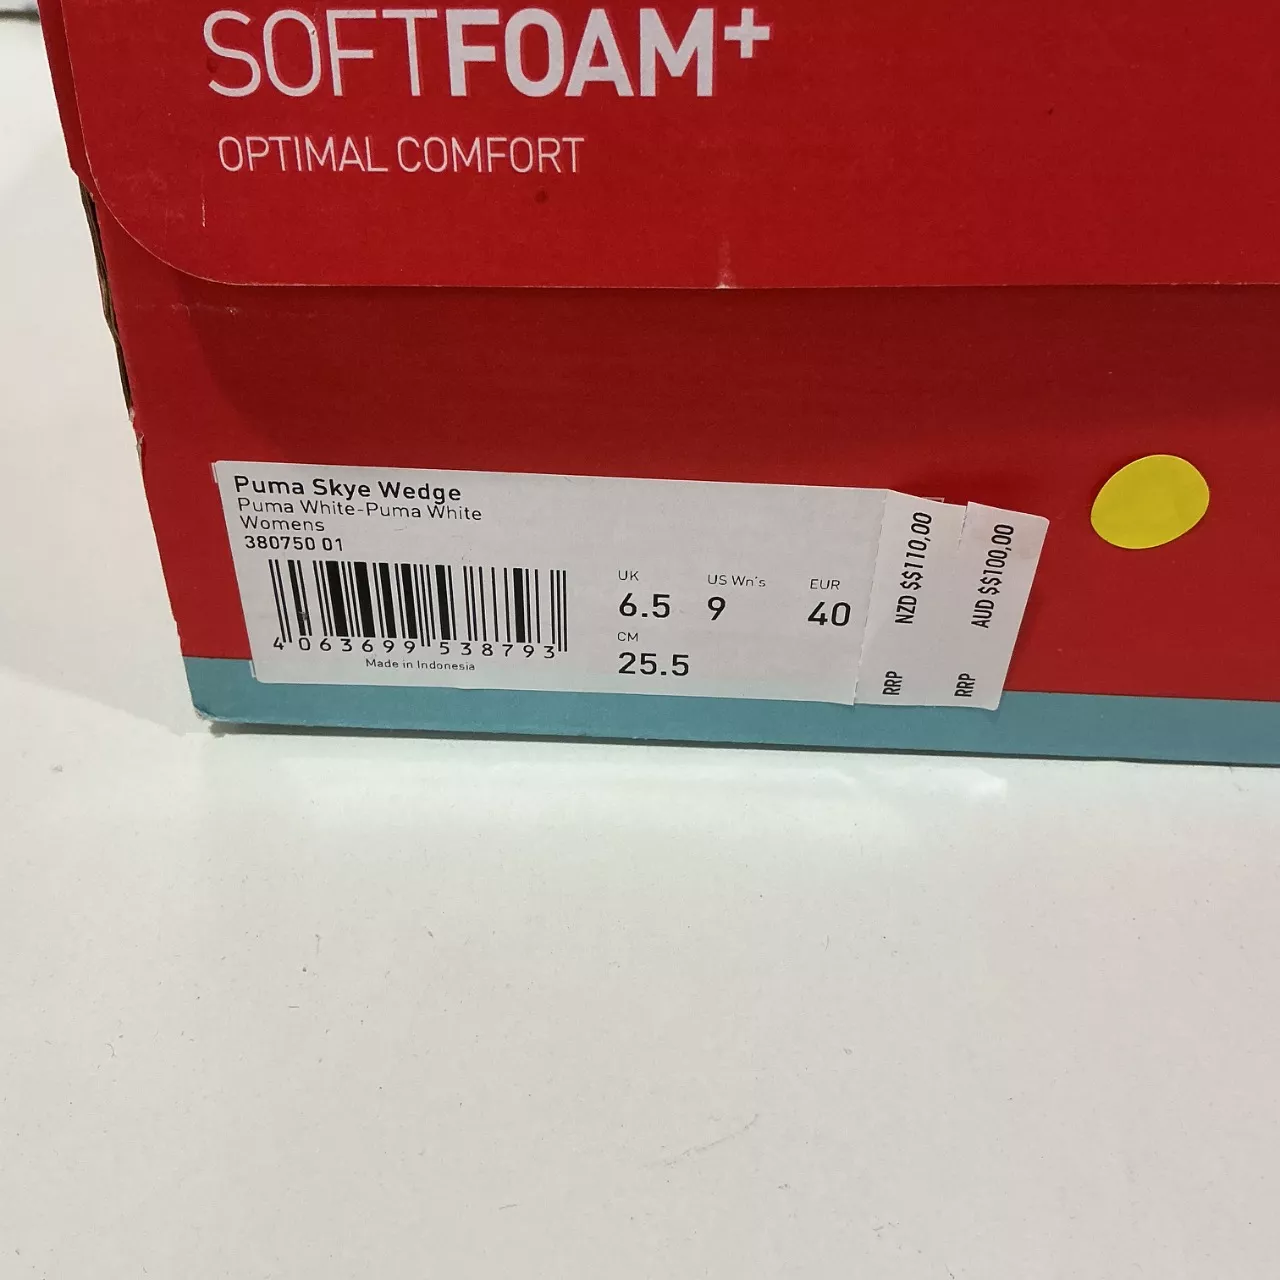 SOFTFOAM+
OPTIMAL COMFORT
Puma Skye Wedge
Puma White-Puma White
Womens
380750 01
4 063699 538793
Made in Indonesia
UK
6.5
US Wn's
9
EUR
40
CM
25.5
RRP NZD $$110,00
RRP AUD $$100,00